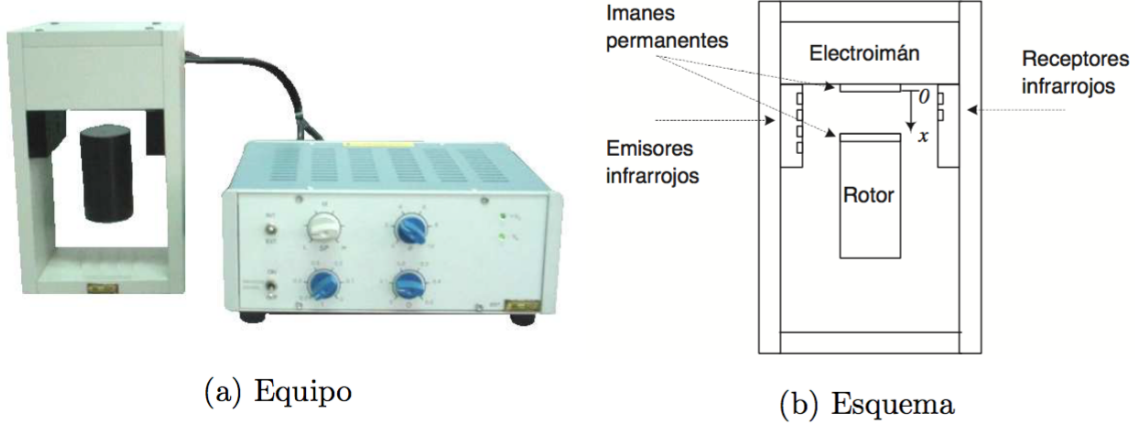 Imanes
permanentes
Electroimán
Receptores
infrarrojos
0
x
Emisores
infrarrojos
Rotor
(a) Equipo
(b) Esquema